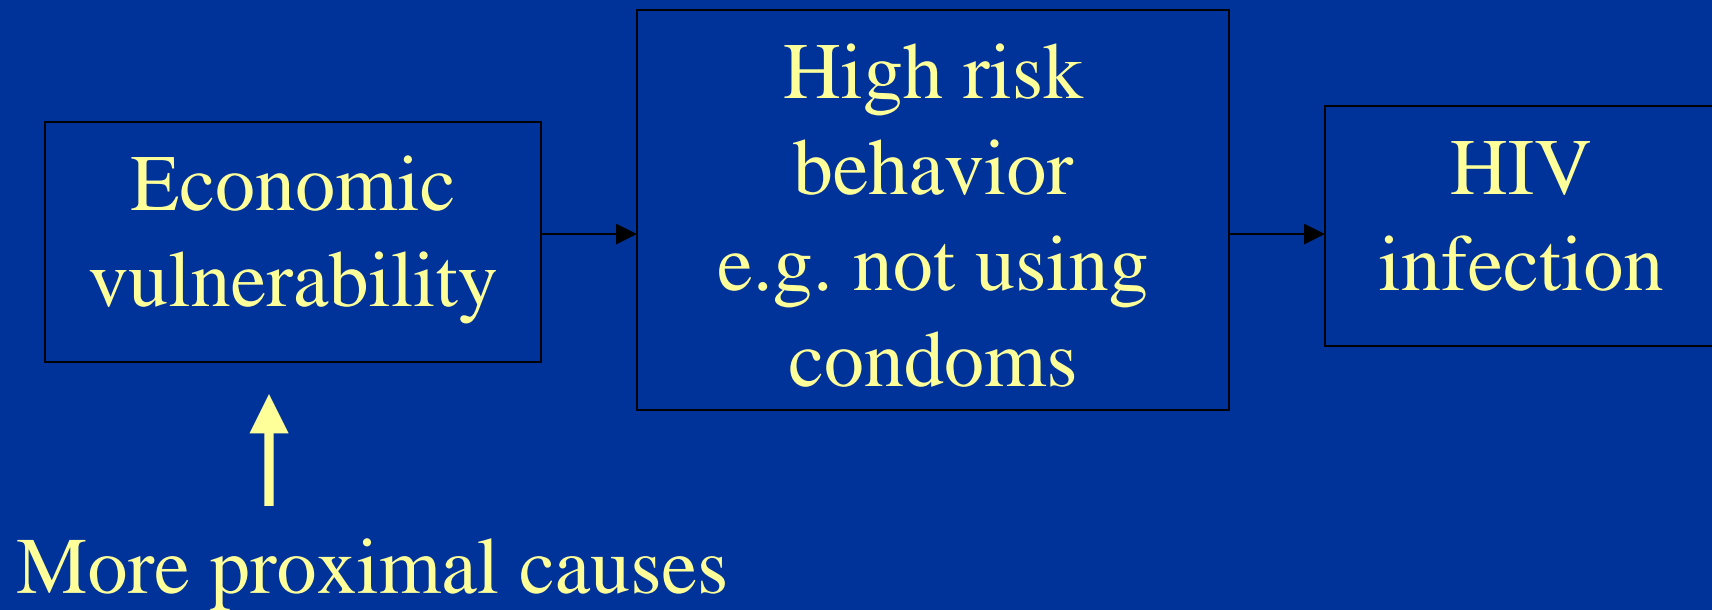 Economic
vulnerability
High risk
behavior
e.g. not using
condoms
HIV
infection
More proximal causes